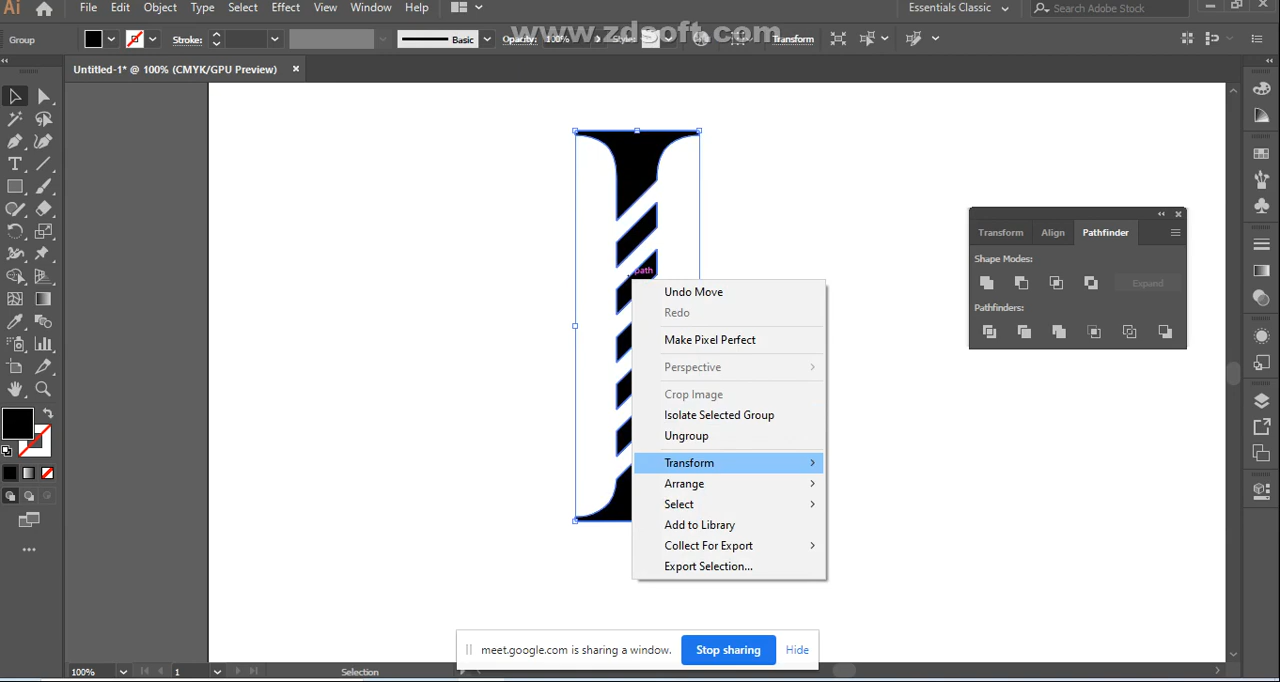 Ai File Edit Object Type Select Effect View Window Help Essentials Classic Search Adobe Stock
www.zdsoft.com
Group Stroke: Basic Opacity: 100% Style: Transform
Untitled-1* @ 100% (CMYK/GPU Preview) ×
Transform Align Pathfinder
Shape Modes:
Expand
Pathfinders:
path
Undo Move
Redo
Make Pixel Perfect
Perspective
Crop Image
Isolate Selected Group
Ungroup
Transform
Arrange
Select
Add to Library
Collect For Export
Export Selection...
meet.google.com is sharing a window. Stop sharing Hide
100% 1 Selection